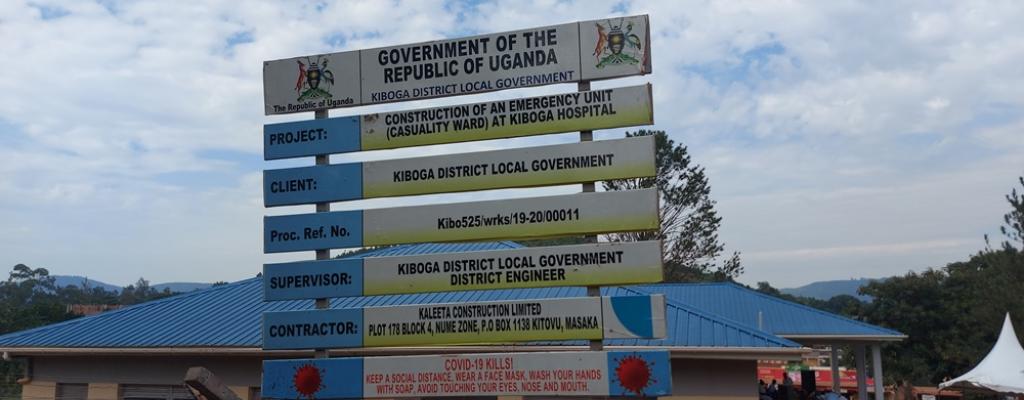 GOVERNMENT OF THE
REPUBLIC OF UGANDA
KIBOGA DISTRICT LOCAL GOVERNMENT
The Republic of Uganda
PROJECT:
CONSTRUCTION OF AN EMERGENCY UNIT
(CASUALITY WARD) AT KIBOGA HOSPITAL
CLIENT:
KIBOGA DISTRICT LOCAL GOVERNMENT
Proc. Ref. No.
Kibo525/wrks/19-20/00011
SUPERVISOR:
KIBOGA DISTRICT LOCAL GOVERNMENT
DISTRICT ENGINEER
CONTRACTOR:
KALEETA CONSTRUCTION LIMITED
PLOT 178 BLOCK 4, NUME ZONE, P.O BOX 1138 KITOVU, MASAKA
COVID-19 KILLS!
KEEP A SOCIAL DISTANCE, WEAR A FACE MASK, WASH YOUR HANDS
WITH SOAP, AVOID TOUCHING YOUR EYES, NOSE AND MOUTH.